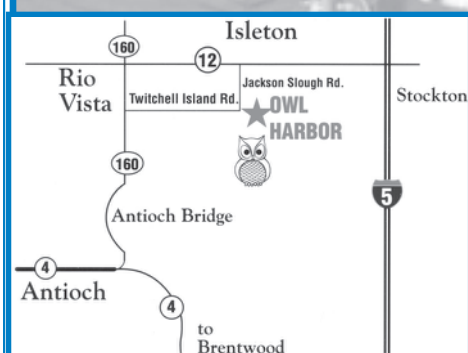 Isleton
160
12
Rio
Vista
Jackson Slough Rd.
Twitchell Island Rd.
OWL
HARBOR
Stockton
160
5
Antioch Bridge
4
Antioch
4
to
Brentwood